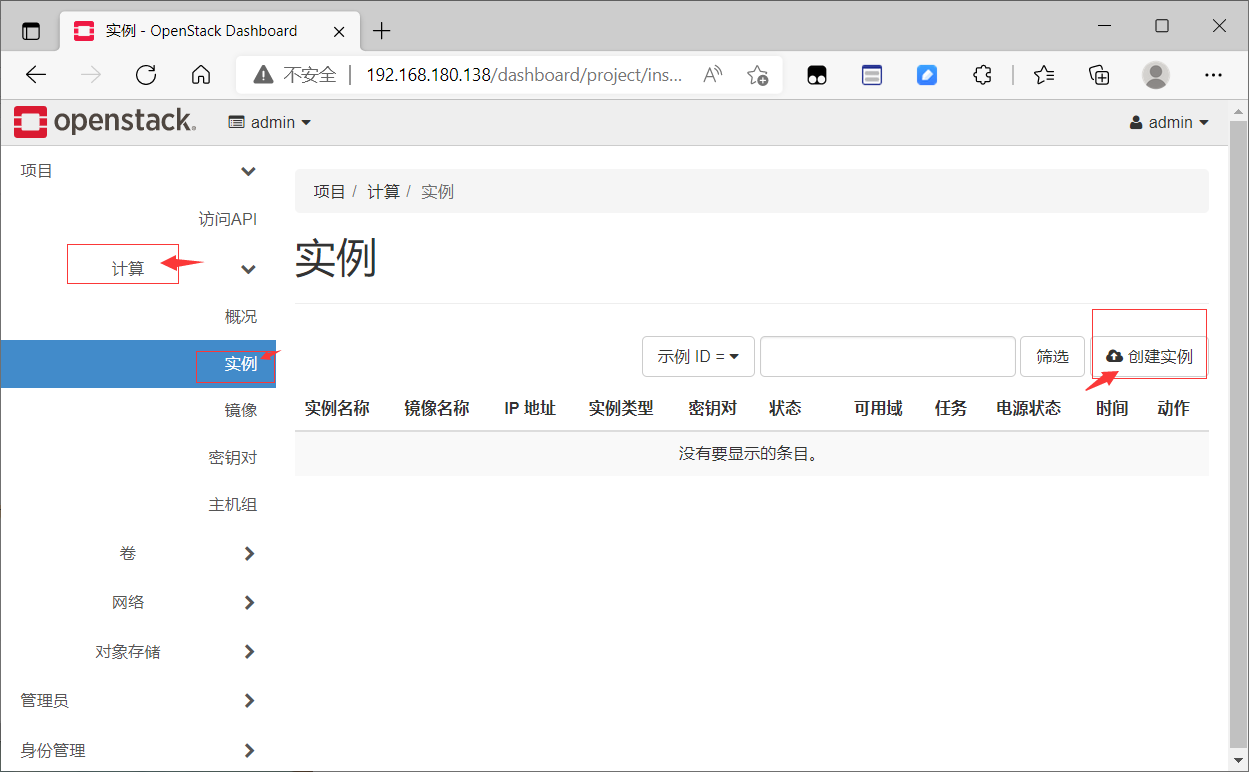 实例 - OpenStack Dashboard
不安全 192.168.180.138/dashboard/project/ins...
openstack. admin admin
项目
访问API
计算
概况
实例
镜像
密钥对
主机组
卷
网络
对象存储
管理员
身份管理
项目 / 计算 / 实例
实例
示例 ID = 筛选 创建实例
实例名称 镜像名称 IP 地址 实例类型 密钥对 状态 可用域 任务 电源状态 时间 动作
没有要显示的条目。